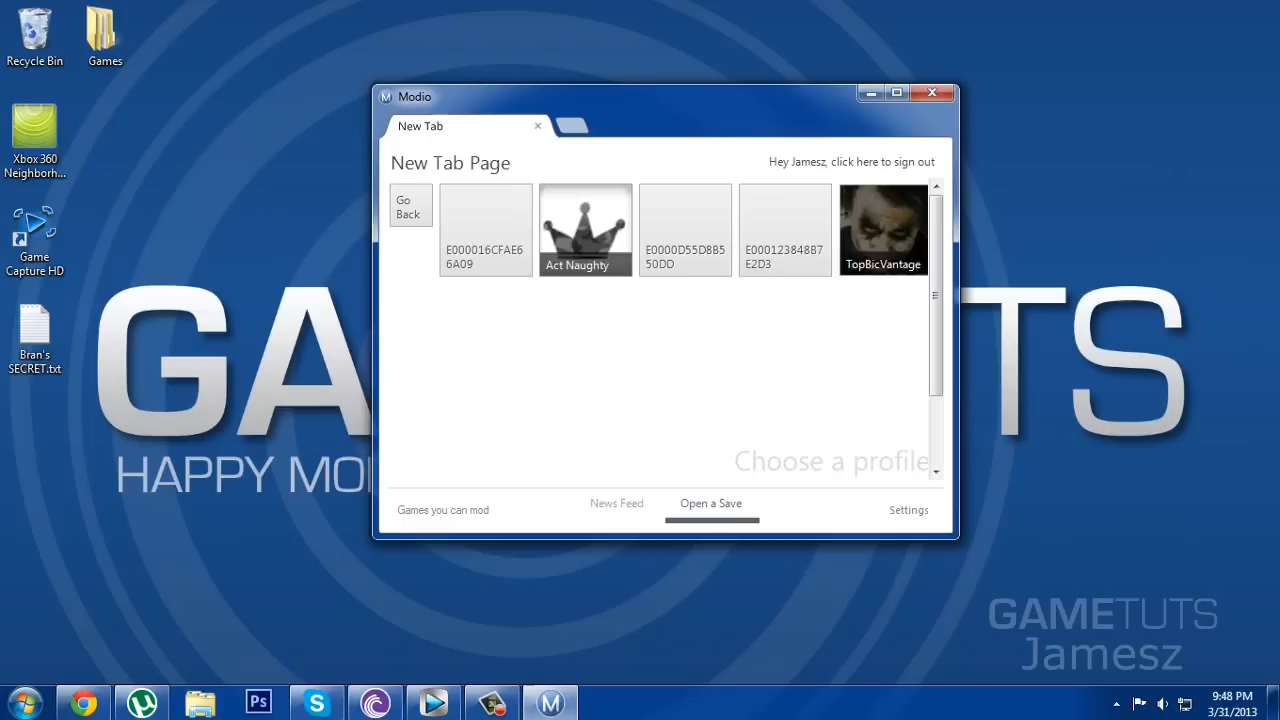 Recycle Bin
Games
Xbox 360
Neighborh...
Game
Capture HD
Bran's
SECRET.txt
Modio
New Tab
New Tab Page
Hey Jamesz, click here to sign out
Go
Back
E000016CFAE6
6A09
Act Naughty
E0000D55D8B5
50DD
E000123848B7
E2D3
TopBicVantage
Choose a profile
Games you can mod
News Feed
Open a Save
Settings
GA
TS
HAPPY MO
GAMETUTS
Jamesz
Ps
9:48 PM
3/31/2013